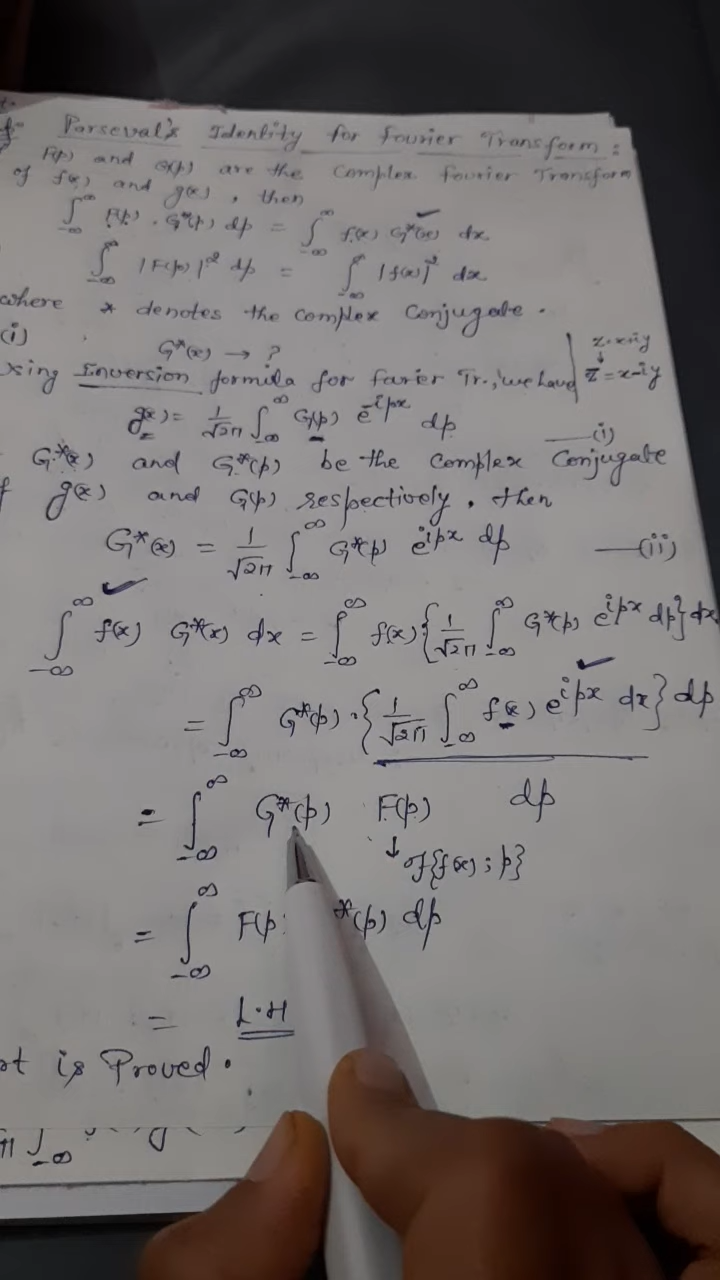 Parseval's Identity for Fourier Transform :
F(p) and G(p) are the Complex Fourier Transform
of f(x) and g(x), then
∫_{-∞}^{∞} F(p) · G*(p) dp = ∫_{-∞}^{∞} f(x) G*(x) dx
∫_{-∞}^{∞} |F(p)|² dp = ∫_{-∞}^{∞} |f(x)|² dx
where * denotes the complex conjugate.
(i)
G*(x) → ?
z = x+iy
↓
z̅ = x-iy
using Inversion formula for farier Tr., we have
g(x) = 1/√2π ∫_{-∞}^{∞} G(p) e^{-ipx} dp —(i)
G*(x) and G*(p) be the complex Conjugate
g(x) and G(p) respectively, then
G*(x) = 1/√2π ∫_{-∞}^{∞} G*(p) e^{ipx} dp —(ii)
∫_{-∞}^{∞} f(x) G*(x) dx = ∫_{-∞}^{∞} f(x) {1/√2π ∫_{-∞}^{∞} G*(p) e^{ipx} dp} dx
= ∫_{-∞}^{∞} G*(p) · {1/√2π ∫_{-∞}^{∞} f(x) e^{ipx} dx} dp
= ∫_{-∞}^{∞} G*(p) F(p) dp
↓ of {f(x) ; p}
= ∫_{-∞}^{∞} F(p *(p) dp
= L.H
is Proved.